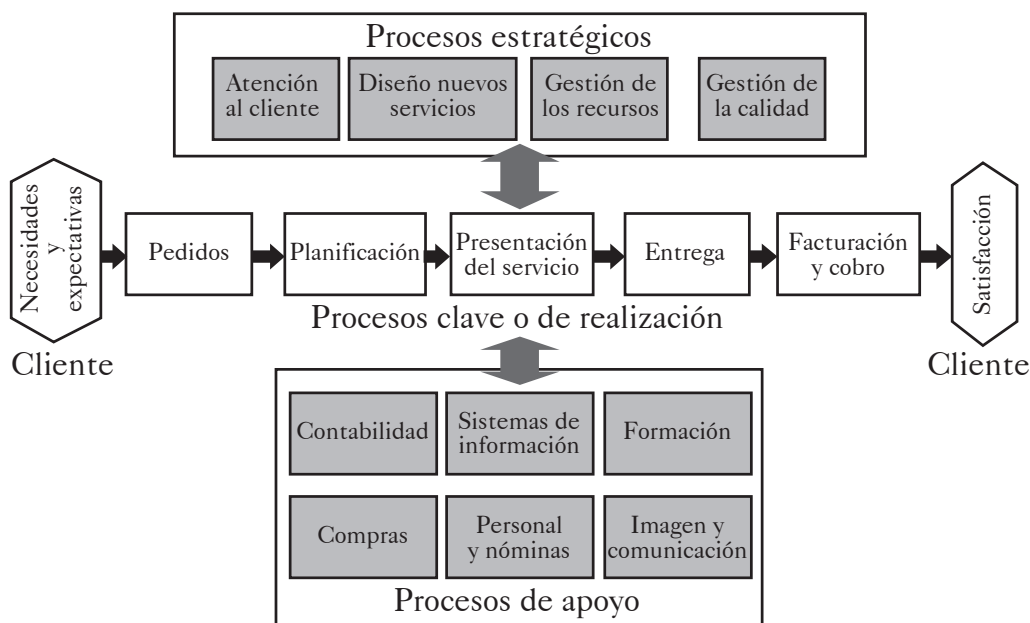 Procesos estratégicos
Atención
al cliente
Diseño nuevos
servicios
Gestión de
los recursos
Gestión de
la calidad
Necesidades
y
expectativas
Pedidos
Planificación
Presentación
del servicio
Entrega
Facturación
y cobro
Satisfacción
Procesos clave o de realización
Cliente
Cliente
Contabilidad
Sistemas de
información
Formación
Compras
Personal
y nóminas
Imagen y
comunicación
Procesos de apoyo